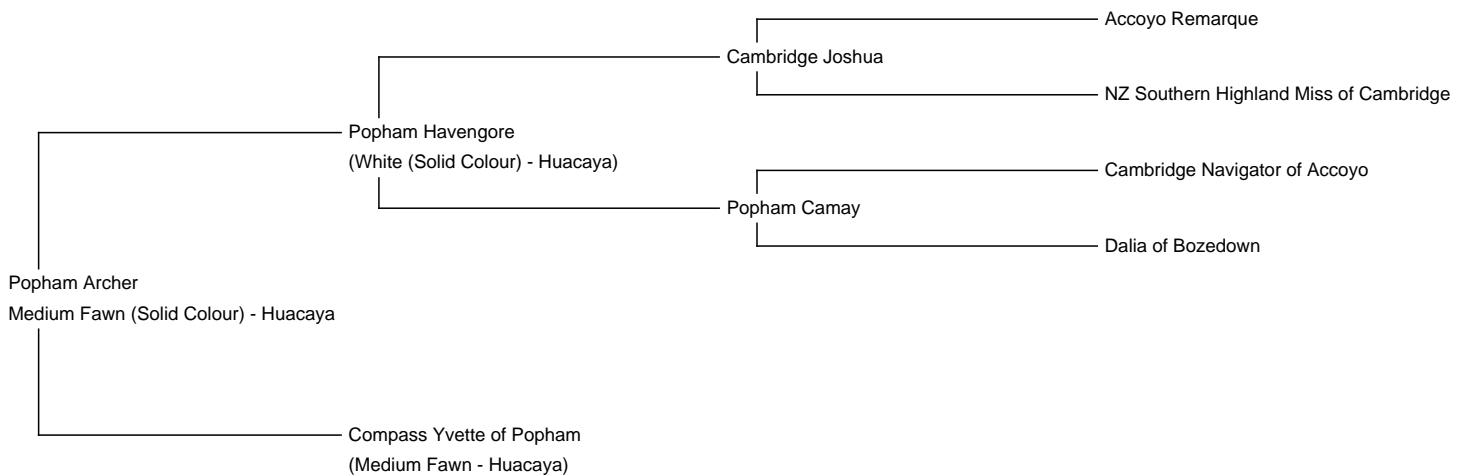 Accoyo Remarque
Cambridge Joshua
NZ Southern Highland Miss of Cambridge
Popham Havengore
(White (Solid Colour) - Huacaya)
Cambridge Navigator of Accoyo
Popham Camay
Dalia of Bozedown
Popham Archer
Medium Fawn (Solid Colour) - Huacaya
Compass Yvette of Popham
(Medium Fawn - Huacaya)